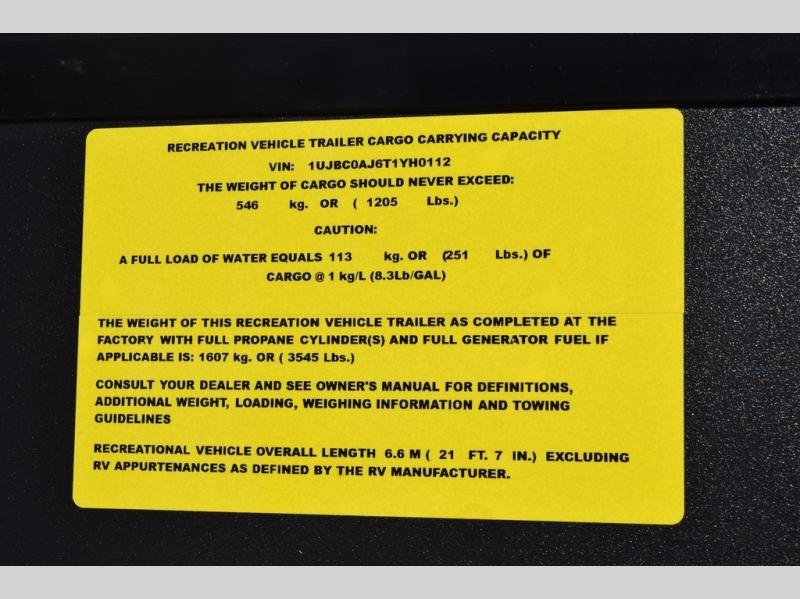 RECREATION VEHICLE TRAILER CARGO CARRYING CAPACITY
VIN: 1UJBC0AJ6T1YH0112
THE WEIGHT OF CARGO SHOULD NEVER EXCEED:
546 kg. OR ( 1205 Lbs.)
CAUTION:
A FULL LOAD OF WATER EQUALS 113 kg. OR (251 Lbs.) OF
CARGO @ 1 kg/L (8.3Lb/GAL)
THE WEIGHT OF THIS RECREATION VEHICLE TRAILER AS COMPLETED AT THE
FACTORY WITH FULL PROPANE CYLINDER(S) AND FULL GENERATOR FUEL IF
APPLICABLE IS: 1607 kg. OR ( 3545 Lbs.)
CONSULT YOUR DEALER AND SEE OWNER'S MANUAL FOR DEFINITIONS,
ADDITIONAL WEIGHT, LOADING, WEIGHING INFORMATION AND TOWING
GUIDELINES
RECREATIONAL VEHICLE OVERALL LENGTH 6.6 M ( 21 FT. 7 IN.) EXCLUDING
RV APPURTENANCES AS DEFINED BY THE RV MANUFACTURER.